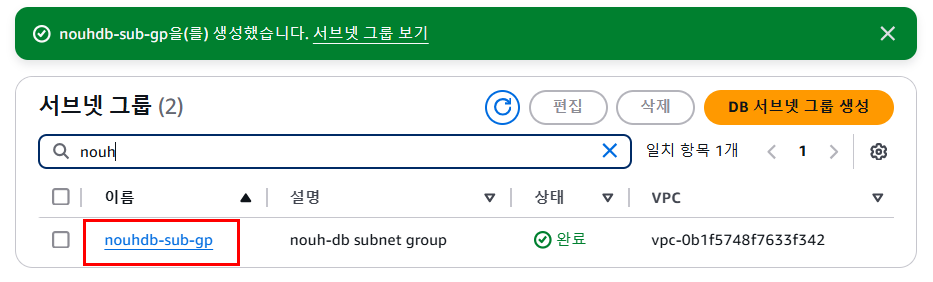 nouhdb-sub-gp을(를) 생성했습니다. 서브넷 그룹 보기
서브넷 그룹 (2) 편집 삭제 DB 서브넷 그룹 생성
nouh 일치 항목 1개 1
이름 설명 상태 VPC
nouhdb-sub-gp nouh-db subnet group 완료 vpc-0b1f5748f7633f342